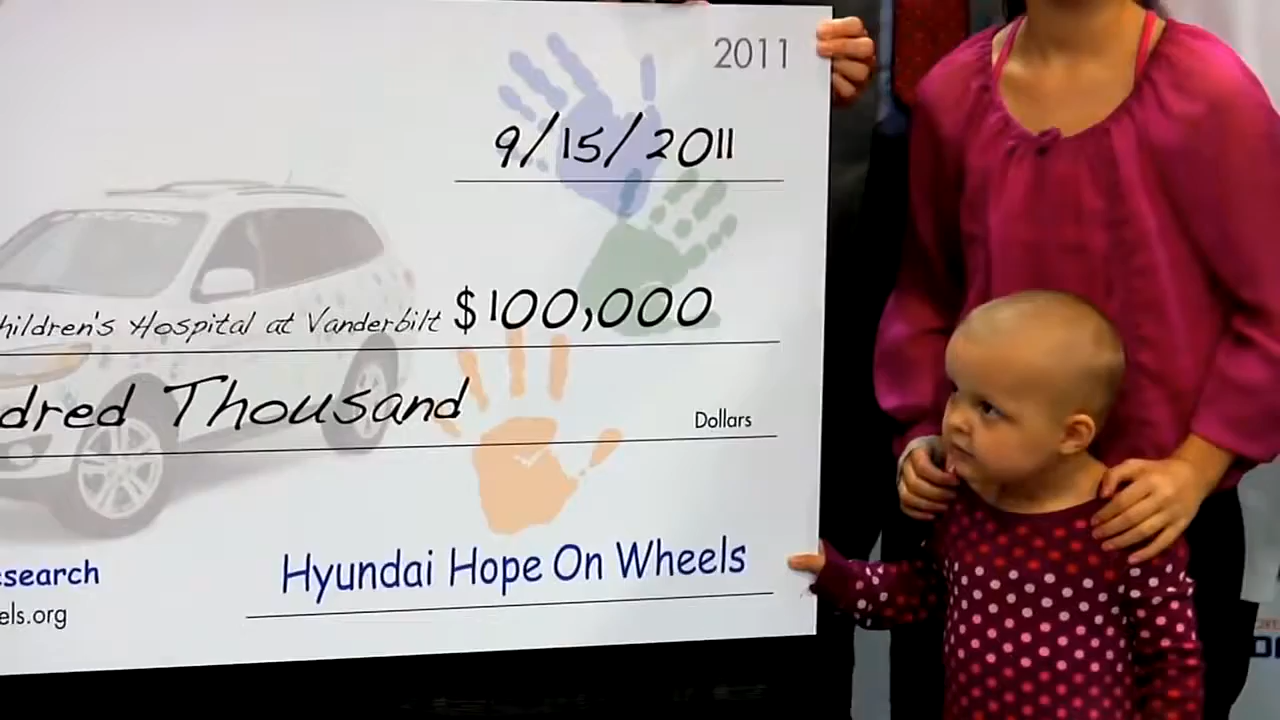 2011
9/15/2011
hildren's Hospital at Vanderbilt $100,000
dred Thousand Dollars
search
Hyundai Hope On Wheels
els.org